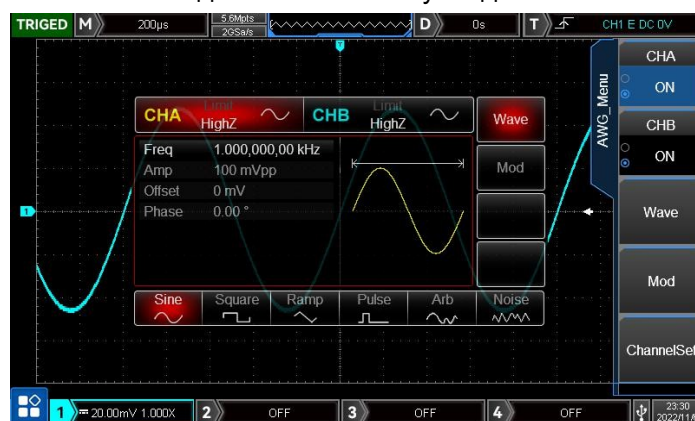 TRIGED M 200µs 5.6Mpts 2GSa/s D 0s T CH1 E DC 0V
AWG_Menu
CHA
ON
CHB
ON
Wave
Mod
ChannelSet
CHA Limit HighZ CHB Limit HighZ Wave
Mod
Freq 1.000,000,00 kHz
Amp 100 mVpp
Offset 0 mV
Phase 0.00 °
Sine Square Ramp Pulse Arb Noise
1 20.00mV 1.000X 2 OFF 3 OFF 4 OFF 23:30